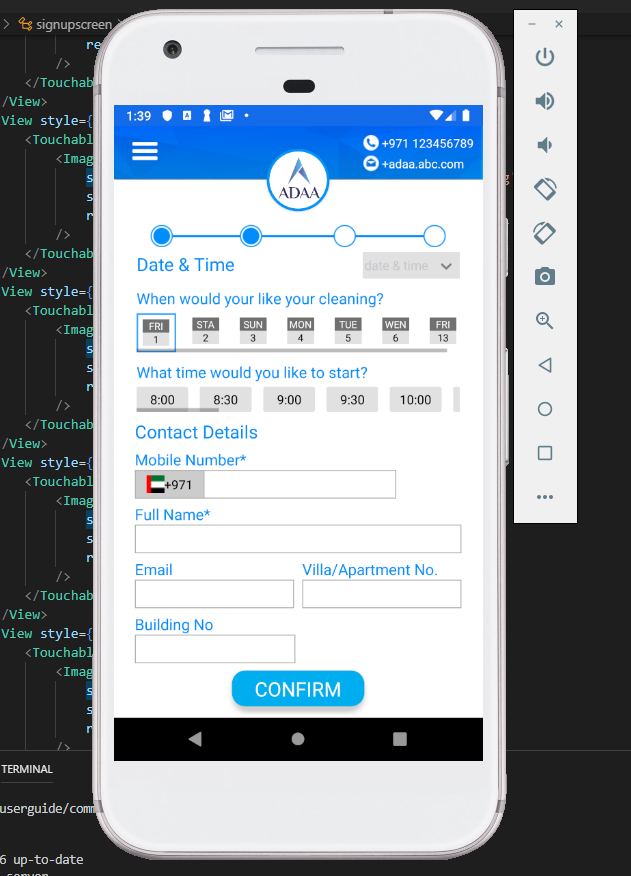 signupscreen
re
/>
</Touchab
/View>
View style={
<Touchabl
<Imag
s
s
re
/>
</Touchab
/View>
View style={
<Touchabl
<Imag
s
s
re
/>
</Touchab
/View>
View style={
<Touchabl
<Imag
s
s
re
/>
</Touchab
/View>
View style={
<Touchabl
<Imag
s
s
re
/>
TERMINAL
userguide/comm
6 up-to-date
server
1:39
+971 123456789
+adaa.abc.com
ADAA
Date & Time
date & time
When would your like your cleaning?
FRI STA SUN MON TUE WEN FRI
1 2 3 4 5 6 13
What time would you like to start?
8:00 8:30 9:00 9:30 10:00
Contact Details
Mobile Number*
+971
Full Name*
Email Villa/Apartment No.
Building No
CONFIRM